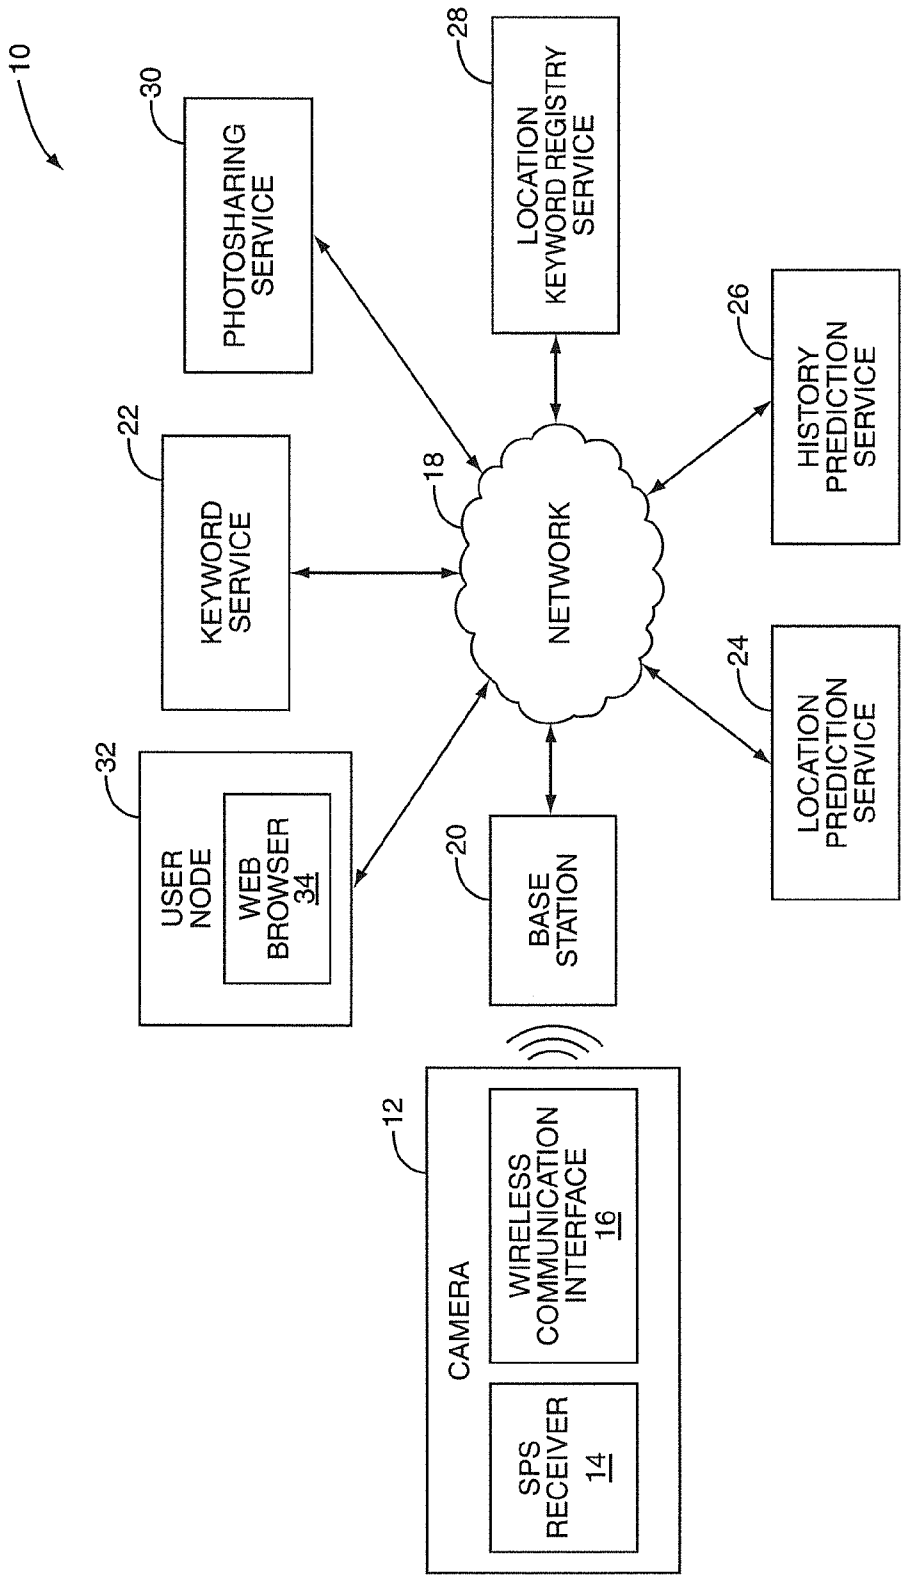 10
USER
NODE
WEB
BROWSER
34
32
KEYWORD
SERVICE
22
PHOTOSHARING
SERVICE
30
CAMERA
12
SPS
RECEIVER
14
WIRELESS
COMMUNICATION
INTERFACE
16
BASE
STATION
20
NETWORK
18
LOCATION
KEYWORD REGISTRY
SERVICE
28
LOCATION
PREDICTION
SERVICE
24
HISTORY
PREDICTION
SERVICE
26